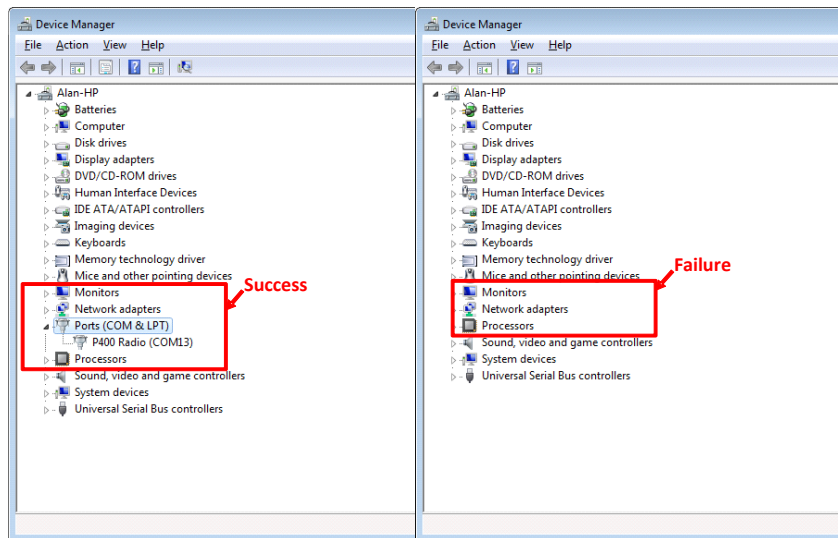 Device Manager
File Action View Help
Alan-HP
Batteries
Computer
Disk drives
Display adapters
DVD/CD-ROM drives
Human Interface Devices
IDE ATA/ATAPI controllers
Imaging devices
Keyboards
Memory technology driver
Mice and other pointing devices
Monitors
Network adapters
Ports (COM & LPT)
P400 Radio (COM13)
Processors
Sound, video and game controllers
System devices
Universal Serial Bus controllers
Success
Device Manager
File Action View Help
Alan-HP
Batteries
Computer
Disk drives
Display adapters
DVD/CD-ROM drives
Human Interface Devices
IDE ATA/ATAPI controllers
Imaging devices
Keyboards
Memory technology driver
Mice and other pointing devices
Monitors
Network adapters
Processors
Sound, video and game controllers
System devices
Universal Serial Bus controllers
Failure